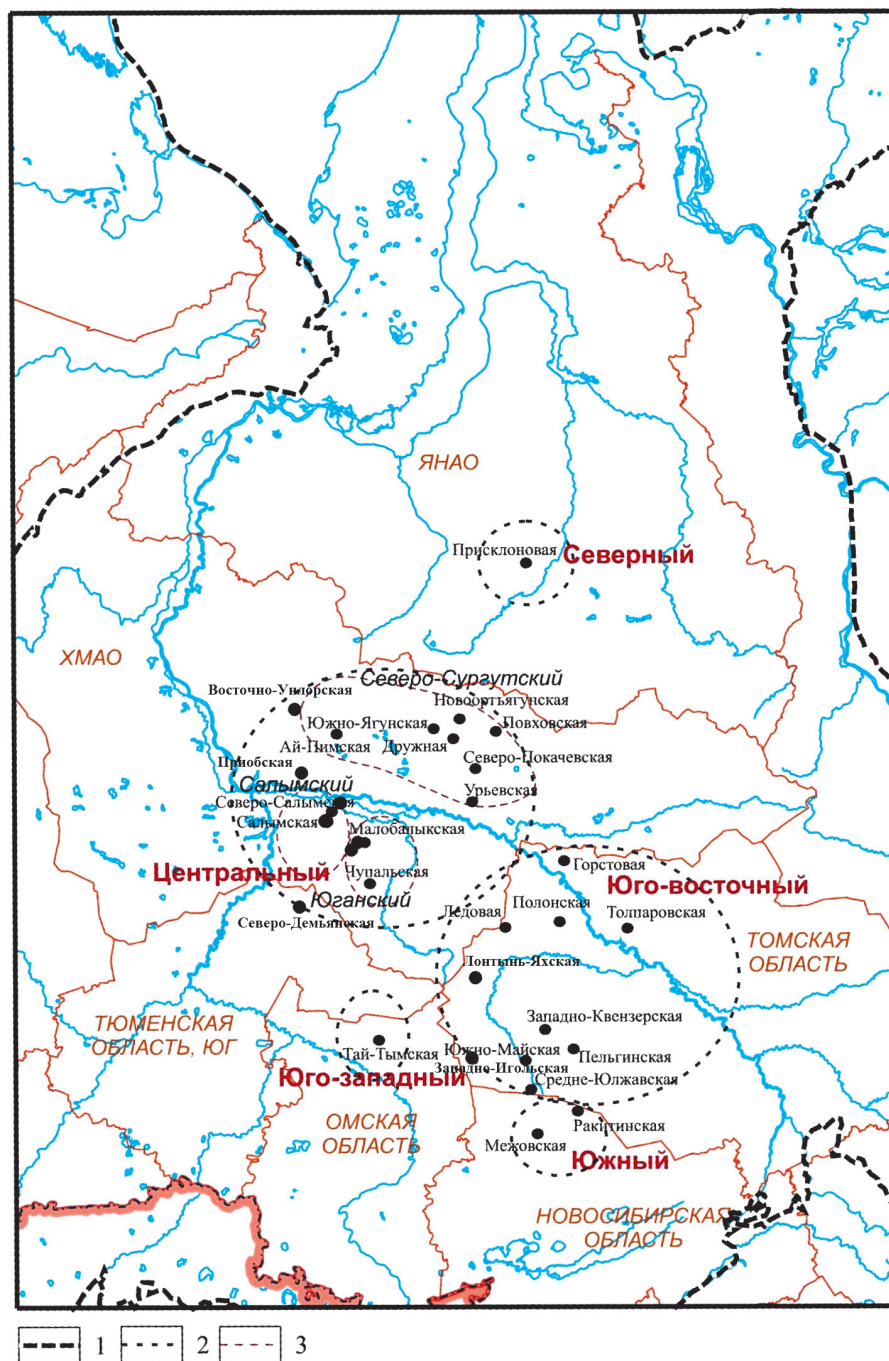 ЯНАО
Присклоновая
Северный
ХМАО
Северо-Сургутский
Восточно-Унлорская
Новоортьягунская
Южно-Ягунская
Повховская
Ай-Пимская
Дружная
Северо-Покачевская
Приобская
Салымский
Урьевская
Северо-Салымская
Салымская
Малобалыкская
Центральный
Чупальская
Горстовая
Юго-восточный
Юганский
Ледовая
Полонская
Толпаровская
Северо-Демьянская
ТОМСКАЯ
ОБЛАСТЬ
Лонтынь-Яхская
ТЮМЕНСКАЯ
ОБЛАСТЬ, ЮГ
Западно-Квензерская
Тай-Тымская
Южно-Майская
Пельгинская
Западно-Игольская
Юго-западный
Средне-Юлжавская
ОМСКАЯ
ОБЛАСТЬ
Ракитинская
Межовская
Южный
НОВОСИБИРСКАЯ
ОБЛАСТЬ
1 2 3